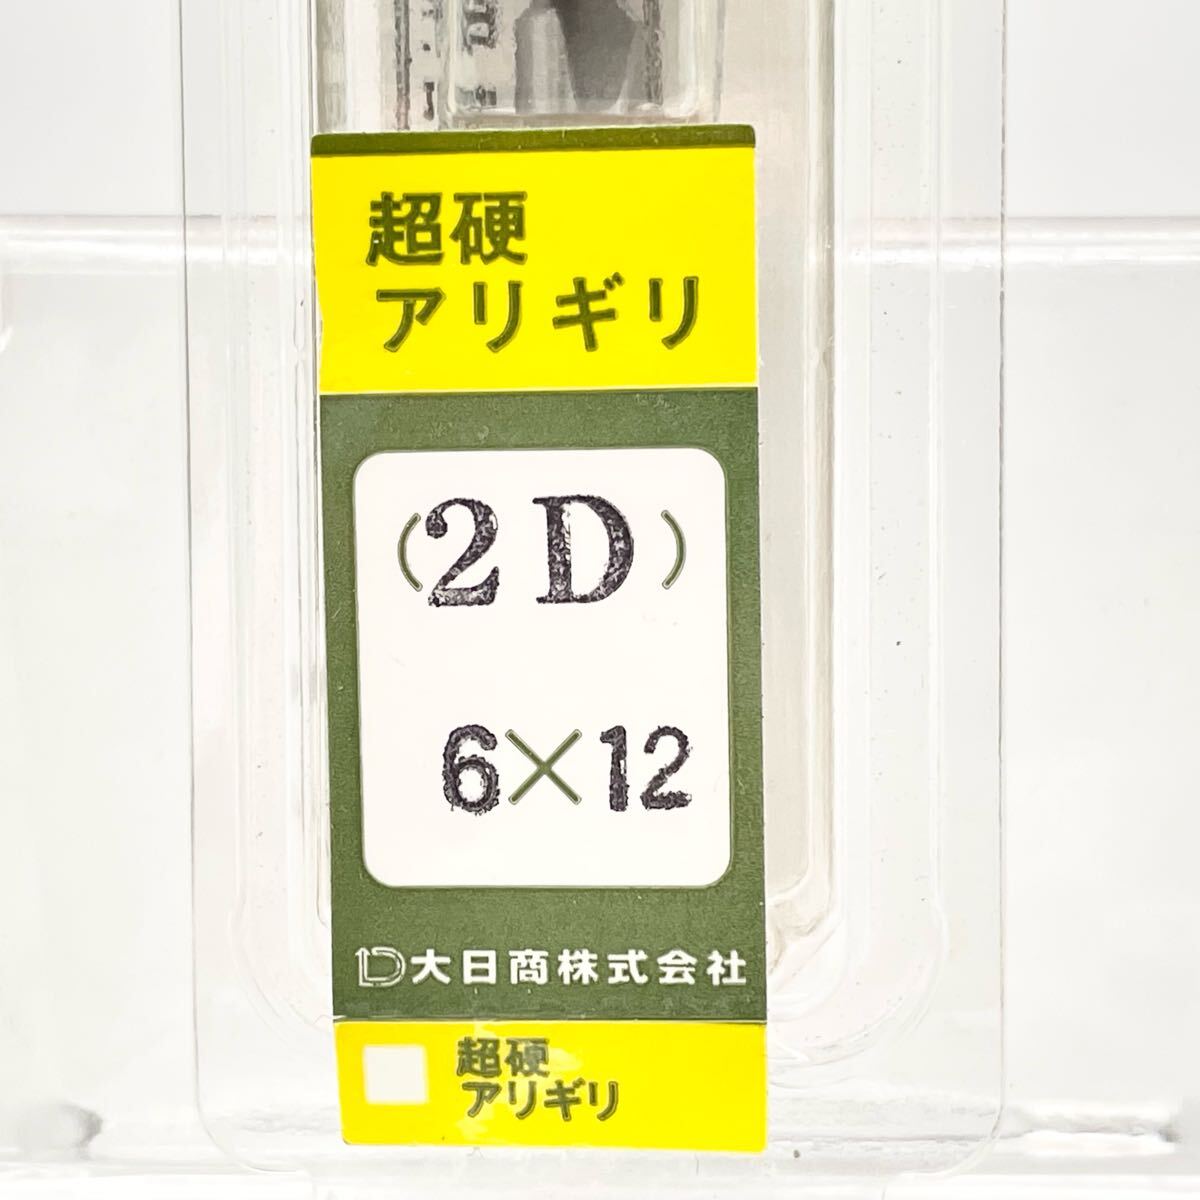 超硬
アリギリ
(2D)
6×12
大日商株式会社
超硬
アリギリ